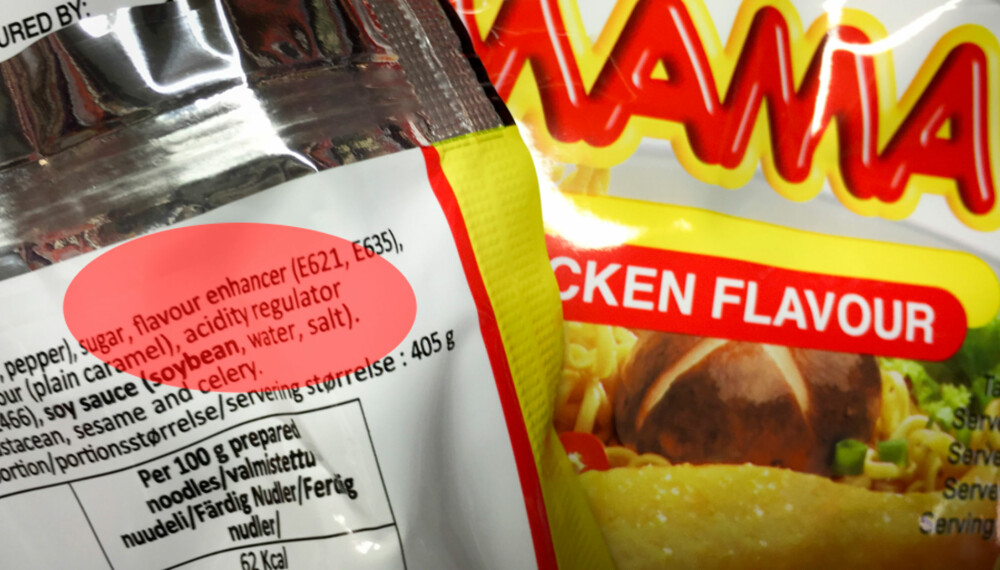 URED BY:
, pepper), sugar, flavour enhancer (E621, E635),
our (plain caramel), acidity regulator
466), soy sauce (soybean, water, salt).
stacean, sesame and celery.
ortion/portionsstørrelse/servering størrelse : 405 g
Per 100 g prepared
noodles/valmistettu
nuudeli/Färdig Nudler/Ferdig
nudler/
62 Kcal
MAMA
CKEN FLAVOUR
Serve
Serve
Serve
Serving